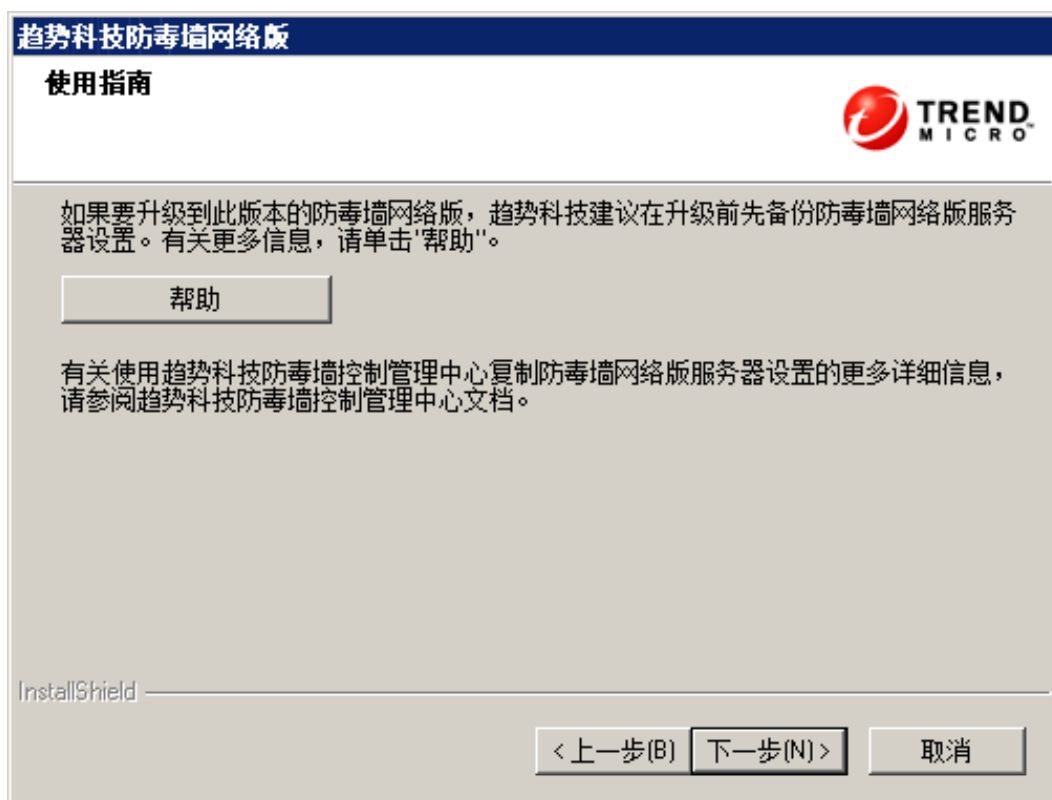 趋势科技防毒墙网络版
使用指南
TREND
MICRO™
如果要升级到此版本的防毒墙网络版，趋势科技建议在升级前先备份防毒墙网络版服务
器设置。有关更多信息，请单击"帮助"。
帮助
有关使用趋势科技防毒墙控制管理中心复制防毒墙网络版服务器设置的更多详细信息，
请参阅趋势科技防毒墙控制管理中心文档。
InstallShield
<上一步(B) 下一步(N)> 取消